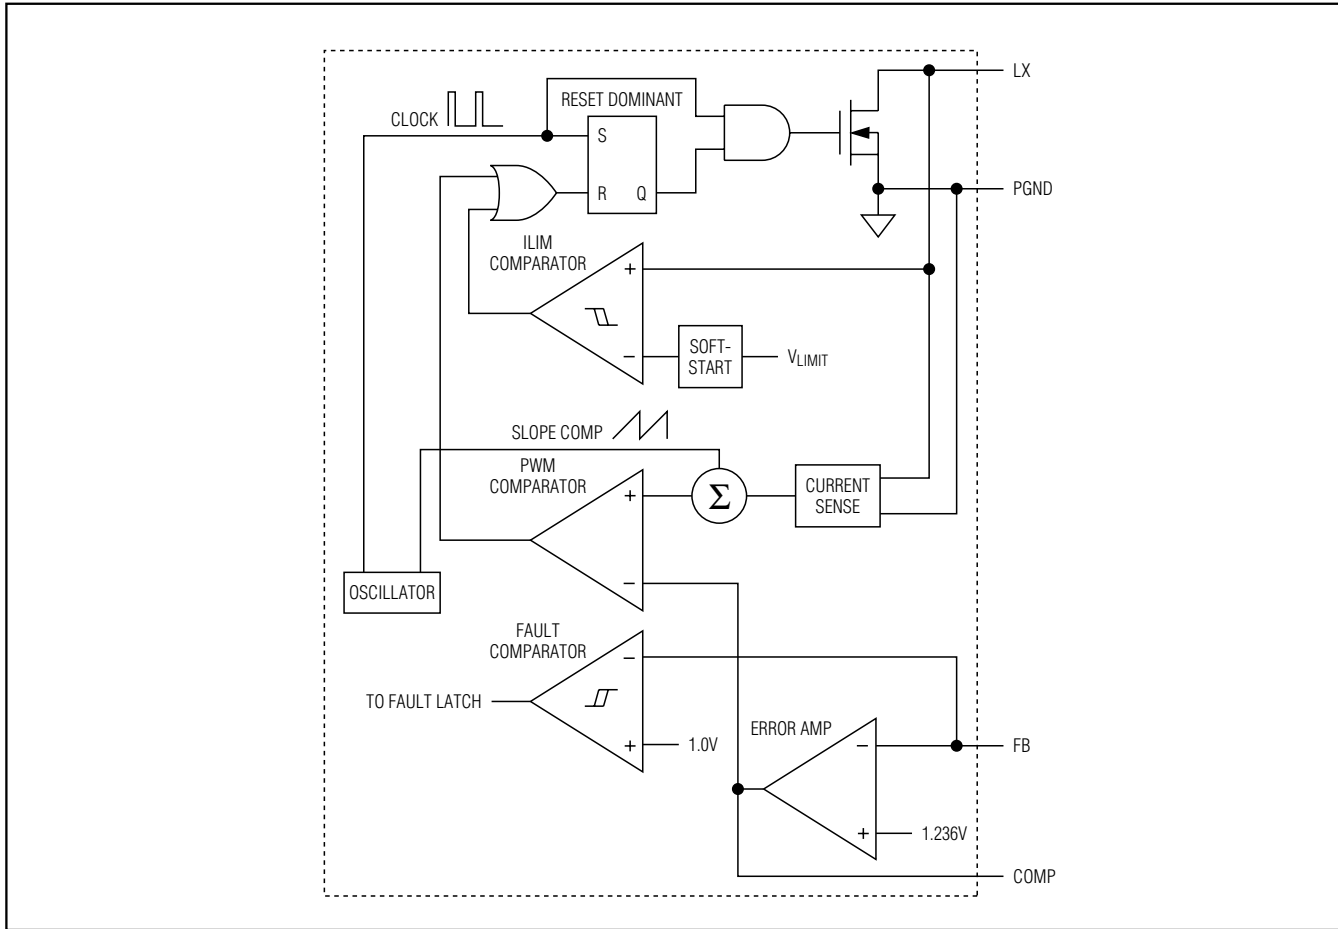 LX
RESET DOMINANT
CLOCK
S
R
Q
PGND
ILIM
COMPARATOR
+
−
SOFT-
START
VLIMIT
SLOPE COMP
PWM
COMPARATOR
+
−
Σ
CURRENT
SENSE
OSCILLATOR
FAULT
COMPARATOR
−
+
TO FAULT LATCH
1.0V
ERROR AMP
−
+
FB
1.236V
COMP